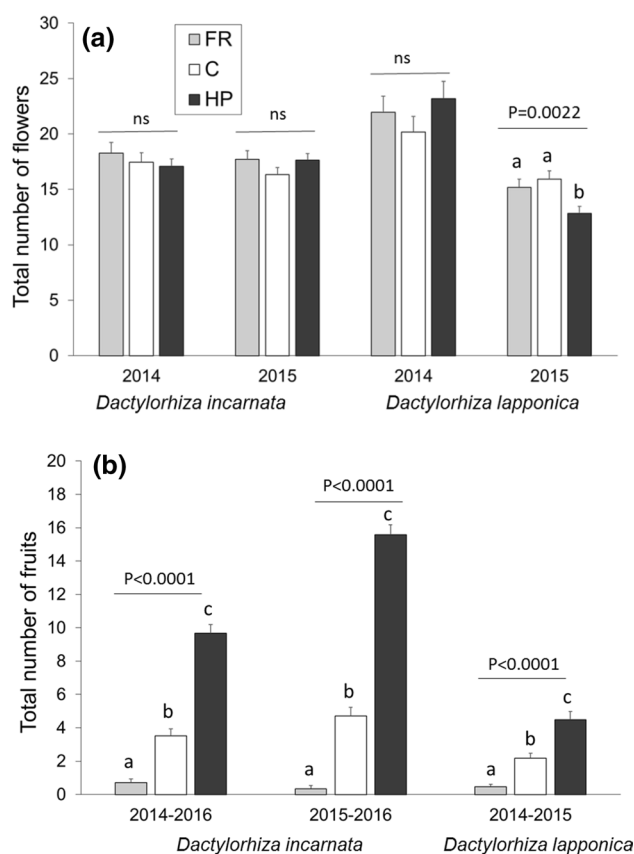 (a)
FR
C
HP
Total number of flowers
30
25
20
15
10
5
0
ns
ns
ns
P=0.0022
a
a
b
2014
2015
2014
2015
Dactylorhiza incarnata
Dactylorhiza lapponica
(b)
Total number of fruits
20
18
16
14
12
10
8
6
4
2
0
P<0.0001
a
b
c
P<0.0001
a
b
c
P<0.0001
a
b
c
2014-2016
2015-2016
2014-2015
Dactylorhiza incarnata
Dactylorhiza lapponica